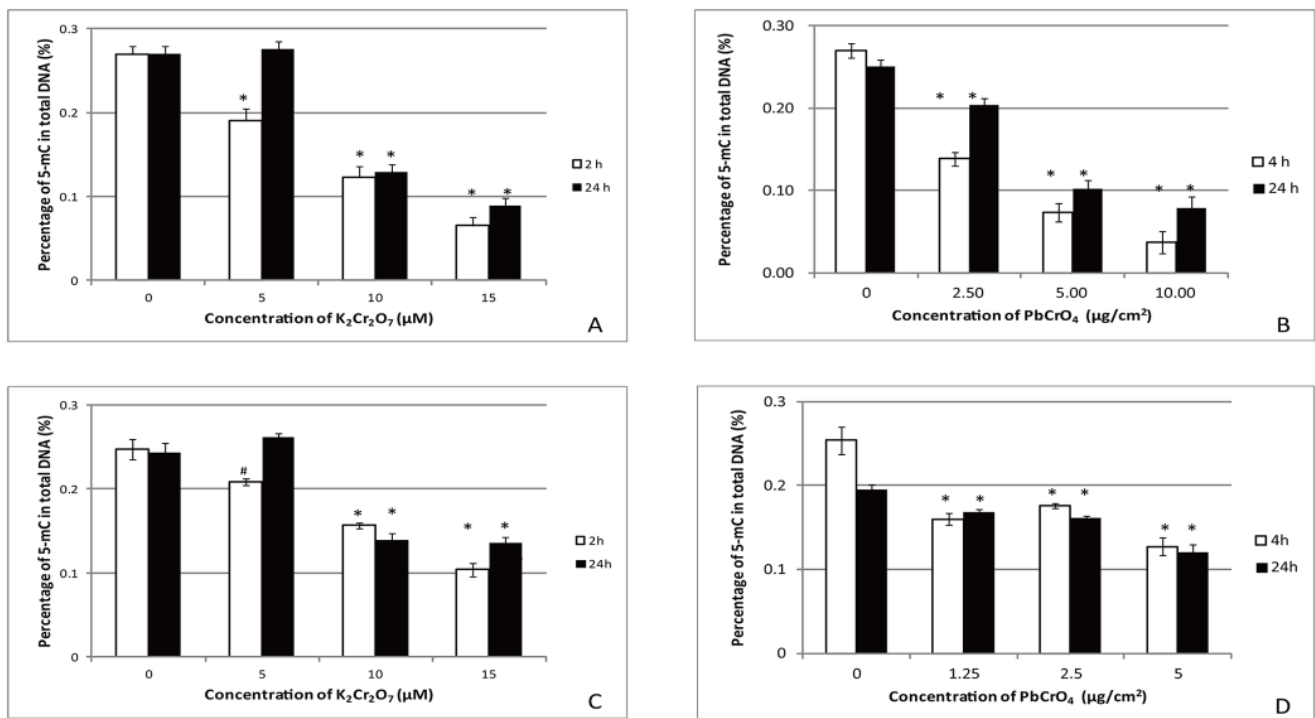 0.3
0.2
0.1
0
Percentage of 5-mC in total DNA (%)
* * * * *
0 5 10 15
Concentration of K₂Cr₂O₇ (µM)
2 h
24 h
A
0.30
0.20
0.10
0.00
Percentage of 5-mC in total DNA (%)
* * * * * *
0 2.50 5.00 10.00
Concentration of PbCrO₄ (µg/cm²)
4 h
24 h
B
0.3
0.2
0.1
0
Percentage of 5-mC in total DNA (%)
# * * * *
0 5 10 15
Concentration of K₂Cr₂O₇ (µM)
2h
24h
C
0.3
0.2
0.1
0
Percentage of 5-mC in total DNA (%)
* * * * * *
0 1.25 2.5 5
Concentration of PbCrO₄ (µg/cm²)
4h
24h
D